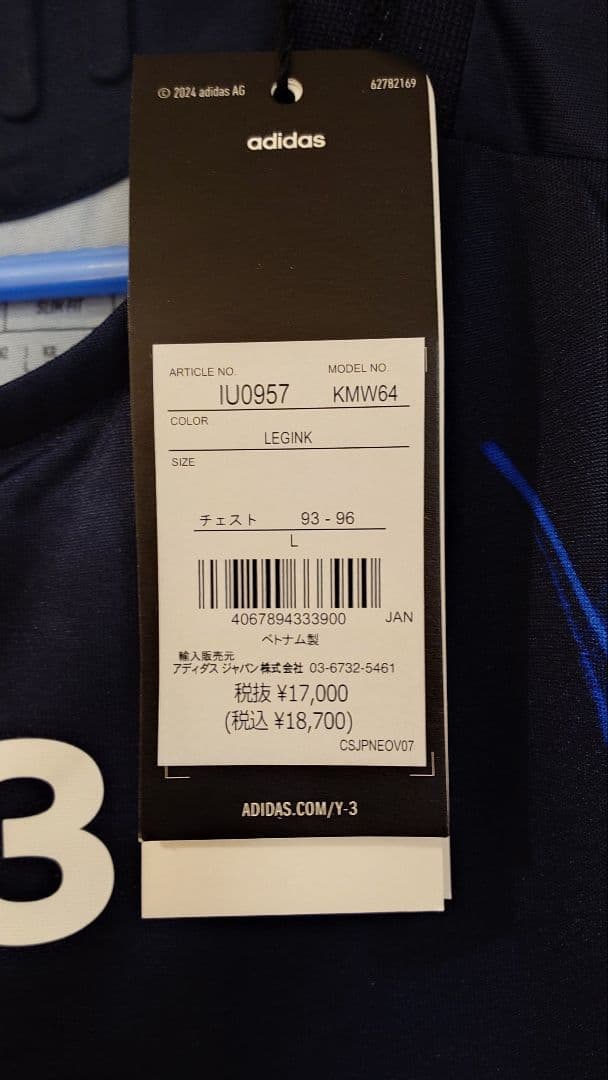 © 2024 adidas AG 62782169
adidas
SLIM FIT
ARTICLE NO. MODEL NO.
IU0957 KMW64
COLOR
LEGINK
SIZE
チェスト 93 - 96
L
4067894333900 JAN
ベトナム製
輸入販売元
アディダス ジャパン株式会社 03-6732-5461
税抜 ¥17,000
(税込 ¥18,700)
CSJPNEOV07
ADIDAS.COM/Y-3
3